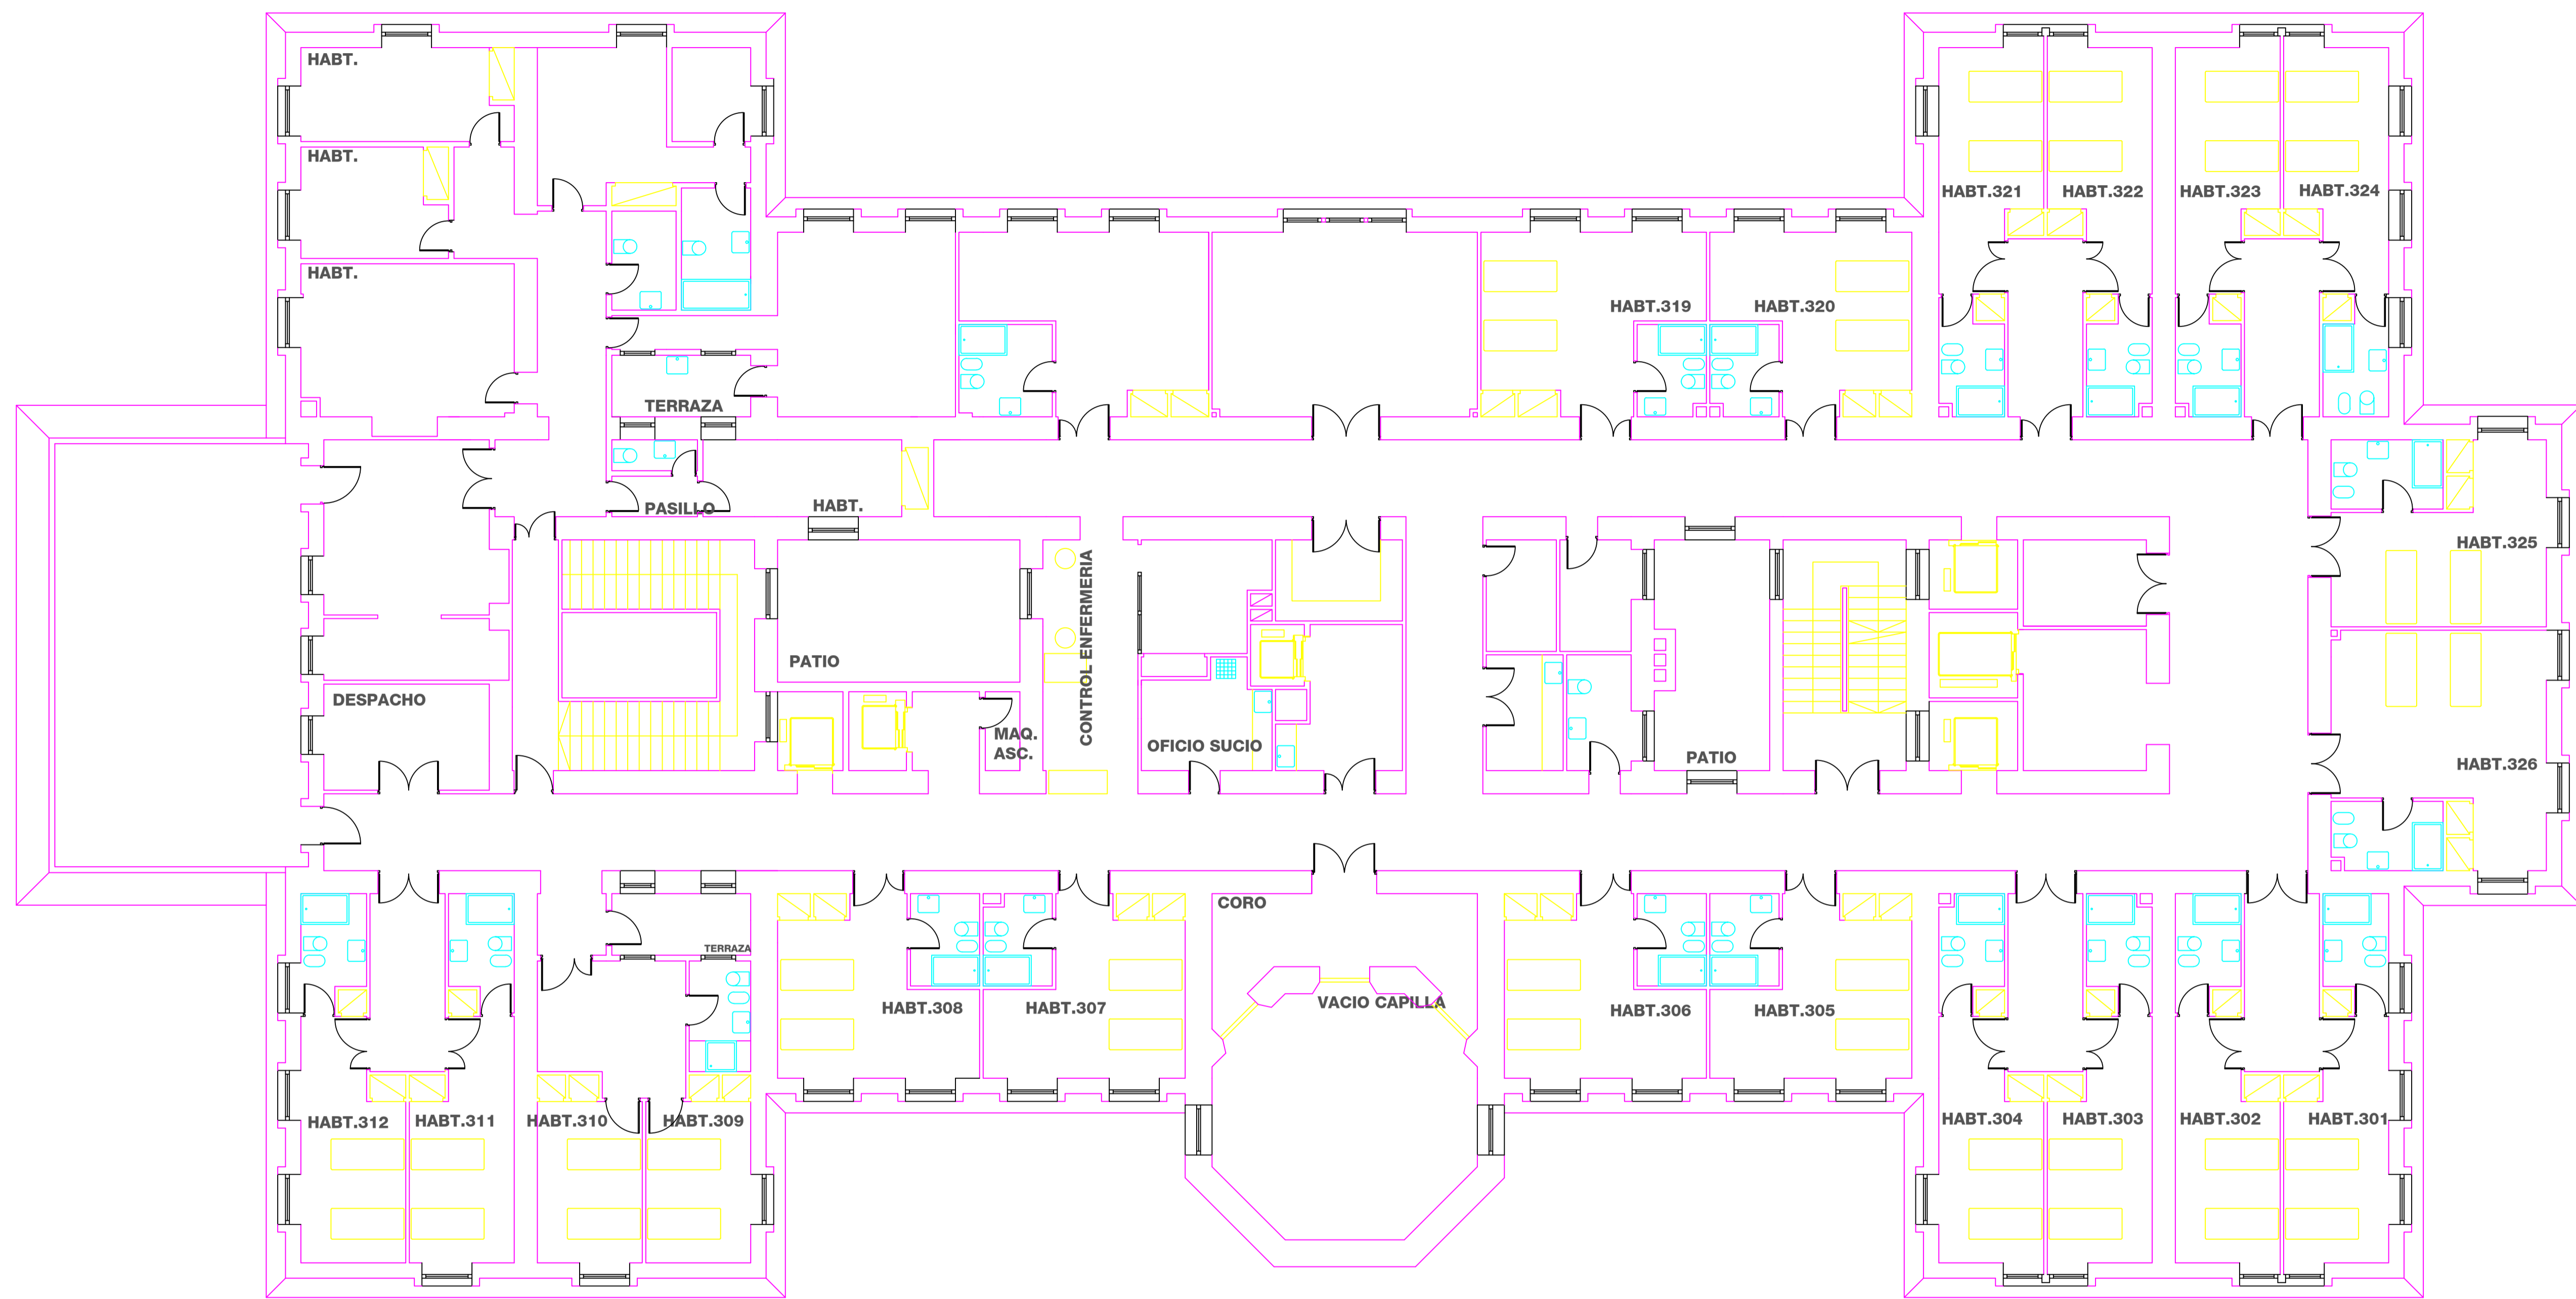 HABT.
HABT.
HABT.321
HABT.322
HABT.323
HABT.324
HABT.
HABT.319
HABT.320
TERRAZA
PASILLO
HABT.
HABT.325
CONTROL ENFERMERIA
PATIO
DESPACHO
MAQ.
ASC.
OFICIO SUCIO
PATIO
HABT.326
CORO
TERRAZA
VACIO CAPILLA
HABT.308
HABT.307
HABT.306
HABT.305
HABT.312
HABT.311
HABT.310
HABT.309
HABT.304
HABT.303
HABT.302
HABT.301